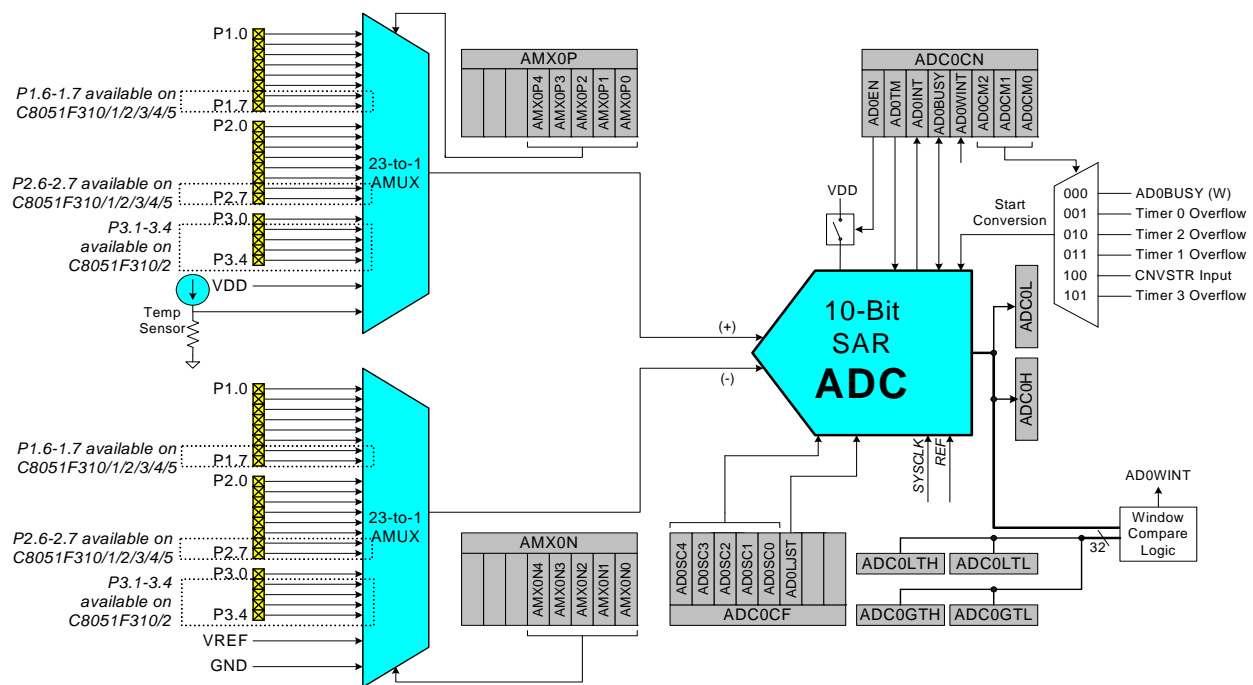 P1.0
P1.6-1.7 available on
C8051F310/1/2/3/4/5
P1.7
P2.0
P2.6-2.7 available on
C8051F310/1/2/3/4/5
P2.7
P3.0
P3.1-3.4
available on
C8051F310/2
P3.4
VDD
Temp
Sensor
23-to-1
AMUX
AMX0P
AMX0P4
AMX0P3
AMX0P2
AMX0P1
AMX0P0
ADC0CN
AD0EN
AD0TM
AD0INT
AD0BUSY
AD0WINT
AD0CM2
AD0CM1
AD0CM0
VDD
Start
Conversion
000 AD0BUSY (W)
001 Timer 0 Overflow
010 Timer 2 Overflow
011 Timer 1 Overflow
100 CNVSTR Input
101 Timer 3 Overflow
(+)
(-)
10-Bit
SAR
ADC
ADC0L
ADC0H
SYSCLK
REF
P1.0
P1.6-1.7 available on
C8051F310/1/2/3/4/5
P1.7
P2.0
P2.6-2.7 available on
C8051F310/1/2/3/4/5
P2.7
P3.0
P3.1-3.4
available on
C8051F310/2
P3.4
VREF
GND
23-to-1
AMUX
AMX0N
AMX0N4
AMX0N3
AMX0N2
AMX0N1
AMX0N0
AD0SC4
AD0SC3
AD0SC2
AD0SC1
AD0SC0
AD0LJST
ADC0CF
AD0WINT
Window
Compare
Logic
32
ADC0LTH
ADC0LTL
ADC0GTH
ADC0GTL